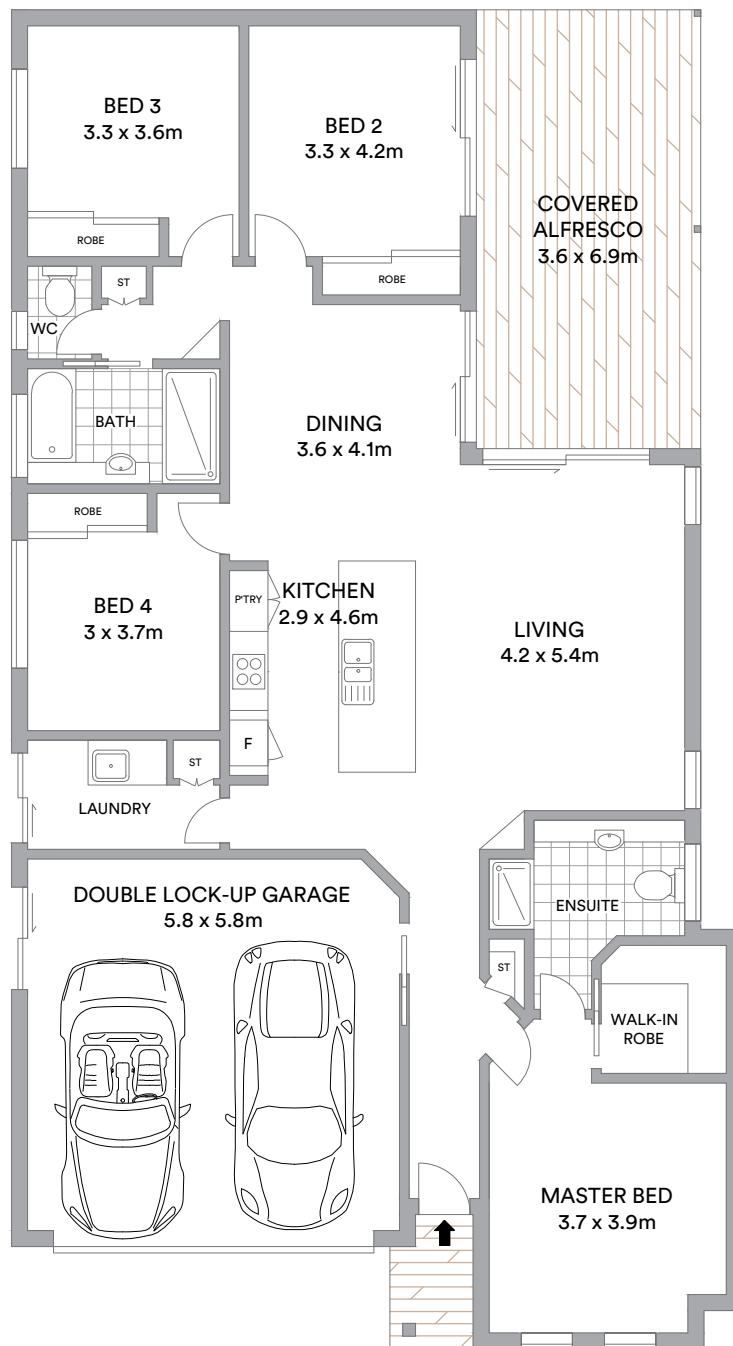 BED 3
3.3 x 3.6m
BED 2
3.3 x 4.2m
COVERED
ALFRESCO
3.6 x 6.9m
ROBE
ROBE
ST
WC
BATH
DINING
3.6 x 4.1m
ROBE
BED 4
3 x 3.7m
P'TRY
KITCHEN
2.9 x 4.6m
LIVING
4.2 x 5.4m
F
ST
LAUNDRY
DOUBLE LOCK-UP GARAGE
5.8 x 5.8m
ENSUITE
ST
WALK-IN
ROBE
MASTER BED
3.7 x 3.9m